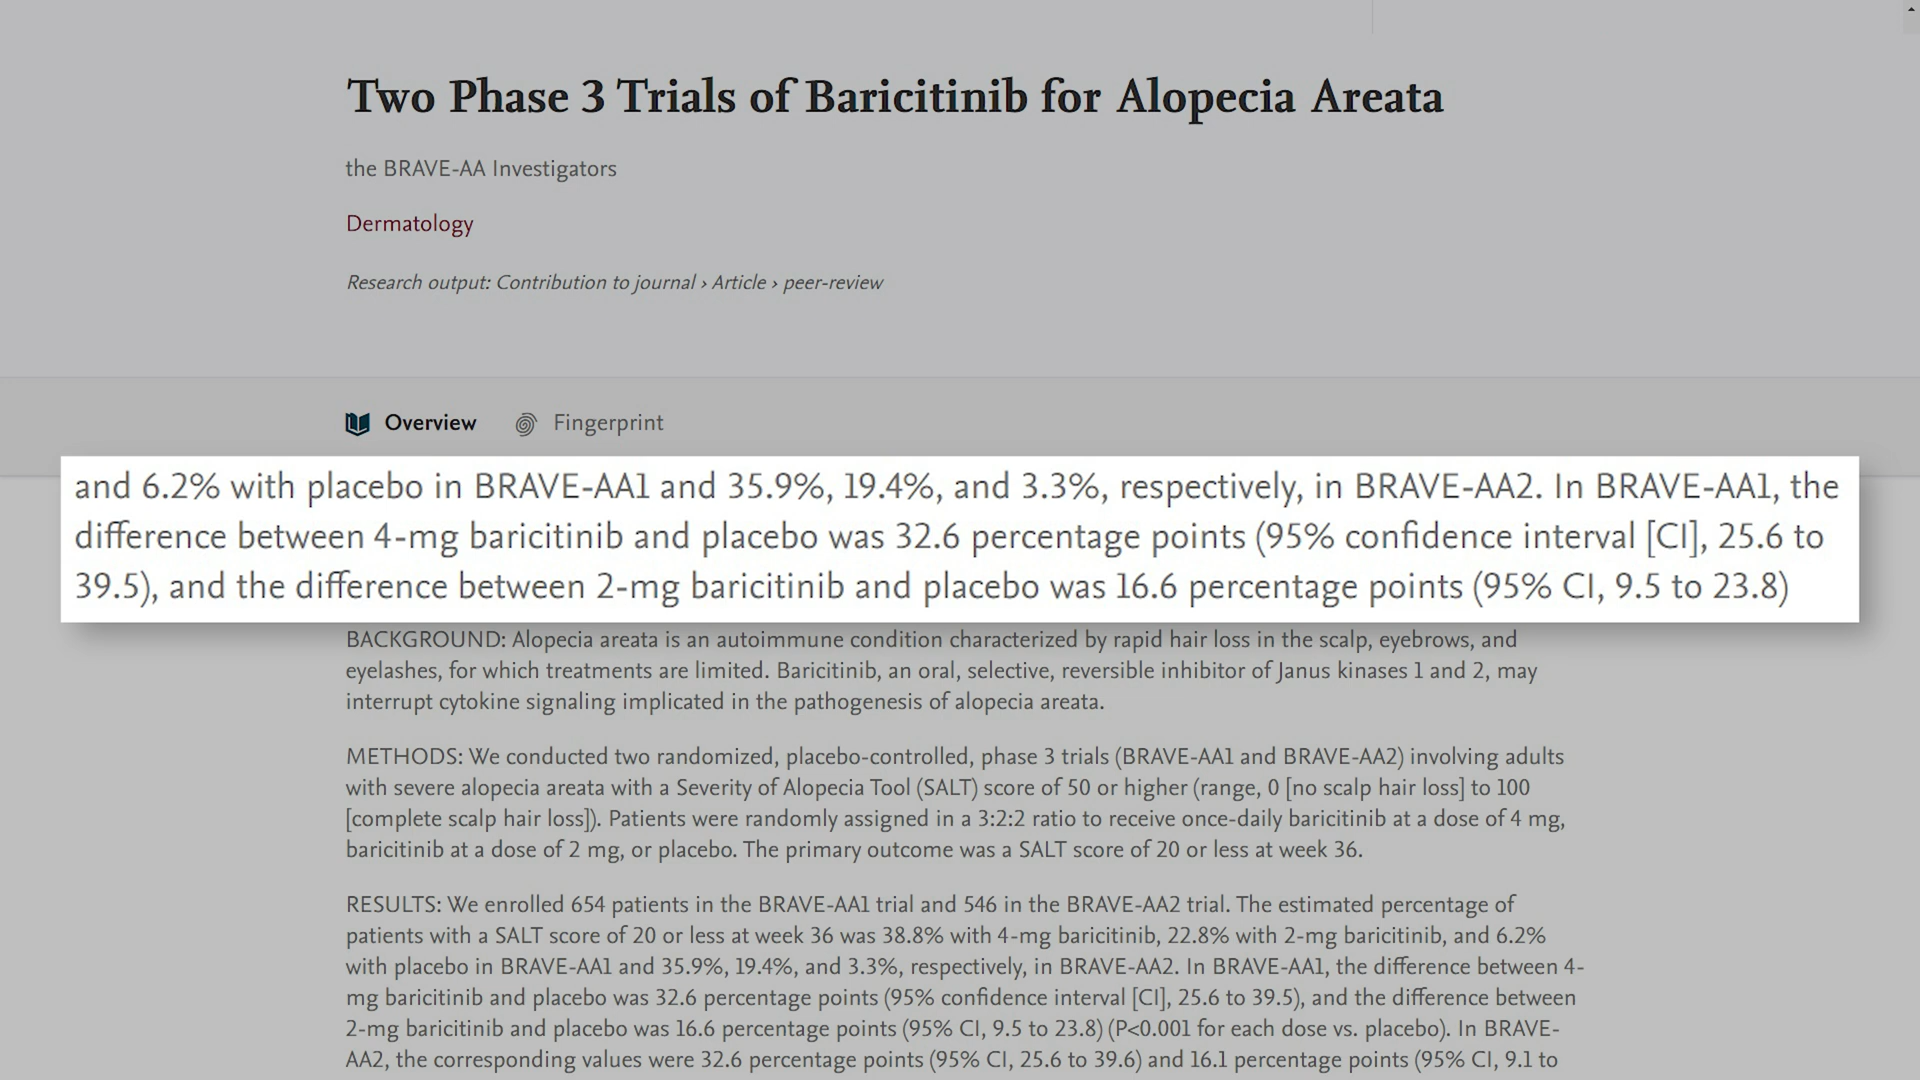 Two Phase 3 Trials of Baricitinib for Alopecia Areata
the BRAVE-AA Investigators
Dermatology
Research output: Contribution to journal › Article › peer-review
Overview
Fingerprint
and 6.2% with placebo in BRAVE-AA1 and 35.9%, 19.4%, and 3.3%, respectively, in BRAVE-AA2. In BRAVE-AA1, the
difference between 4-mg baricitinib and placebo was 32.6 percentage points (95% confidence interval [CI], 25.6 to
39.5), and the difference between 2-mg baricitinib and placebo was 16.6 percentage points (95% CI, 9.5 to 23.8)
BACKGROUND: Alopecia areata is an autoimmune condition characterized by rapid hair loss in the scalp, eyebrows, and
eyelashes, for which treatments are limited. Baricitinib, an oral, selective, reversible inhibitor of Janus kinases 1 and 2, may
interrupt cytokine signaling implicated in the pathogenesis of alopecia areata.
METHODS: We conducted two randomized, placebo-controlled, phase 3 trials (BRAVE-AA1 and BRAVE-AA2) involving adults
with severe alopecia areata with a Severity of Alopecia Tool (SALT) score of 50 or higher (range, 0 [no scalp hair loss] to 100
[complete scalp hair loss]). Patients were randomly assigned in a 3:2:2 ratio to receive once-daily baricitinib at a dose of 4 mg,
baricitinib at a dose of 2 mg, or placebo. The primary outcome was a SALT score of 20 or less at week 36.
RESULTS: We enrolled 654 patients in the BRAVE-AA1 trial and 546 in the BRAVE-AA2 trial. The estimated percentage of
patients with a SALT score of 20 or less at week 36 was 38.8% with 4-mg baricitinib, 22.8% with 2-mg baricitinib, and 6.2%
with placebo in BRAVE-AA1 and 35.9%, 19.4%, and 3.3%, respectively, in BRAVE-AA2. In BRAVE-AA1, the difference between 4-
mg baricitinib and placebo was 32.6 percentage points (95% confidence interval [CI], 25.6 to 39.5), and the difference between
2-mg baricitinib and placebo was 16.6 percentage points (95% CI, 9.5 to 23.8) (P<0.001 for each dose vs. placebo). In BRAVE-
AA2, the corresponding values were 32.6 percentage points (95% CI, 25.6 to 39.6) and 16.1 percentage points (95% CI, 9.1 to